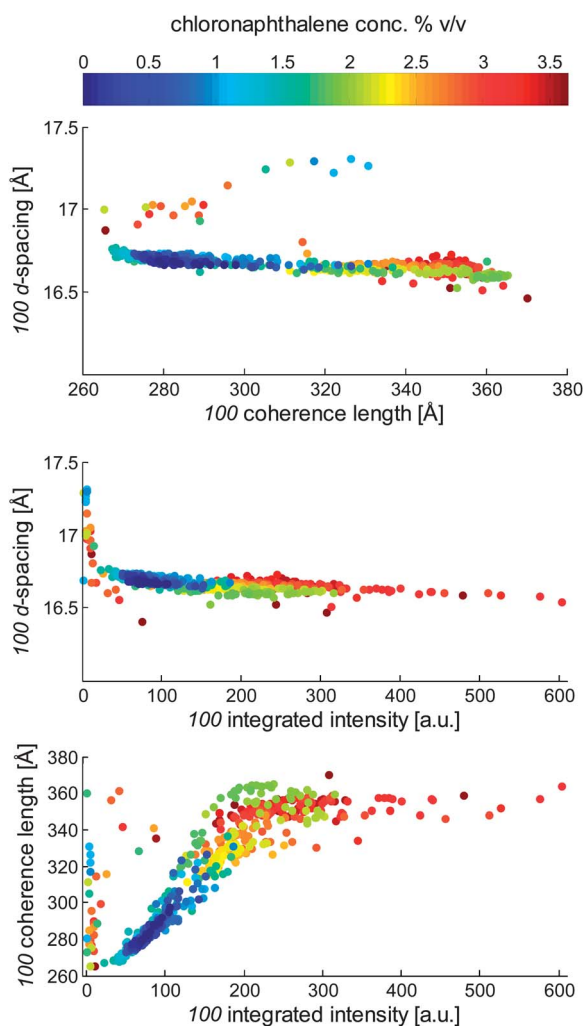 chloronaphthalene conc. % v/v
0 0.5 1 1.5 2 2.5 3 3.5
17.5
17
16.5
100 d-spacing [Å]
260 280 300 320 340 360 380
100 coherence length [Å]
17.5
17
16.5
100 d-spacing [Å]
0 100 200 300 400 500 600
100 integrated intensity [a.u.]
380
360
340
320
300
280
260
100 coherence length [Å]
0 100 200 300 400 500 600
100 integrated intensity [a.u.]